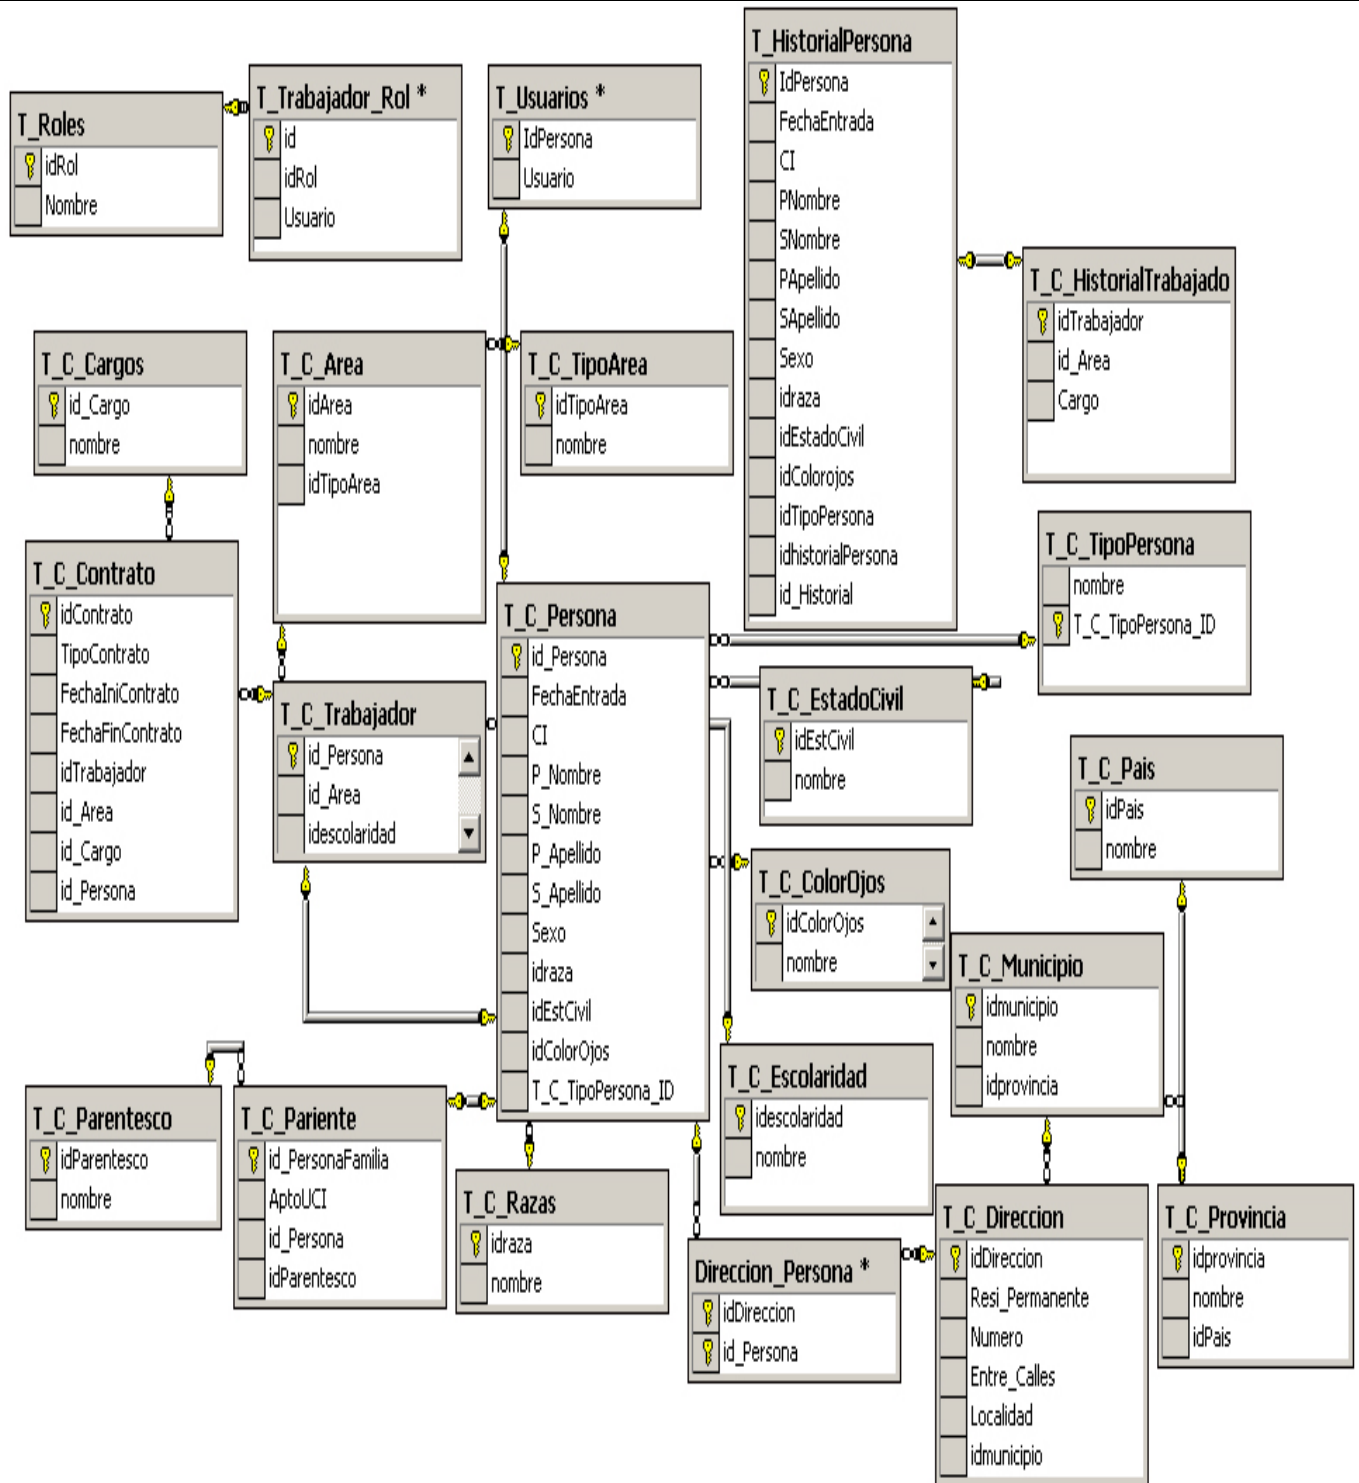 T_Roles
idRol
Nombre
T_Trabajador_Rol *
id
idRol
Usuario
T_Usuarios *
IdPersona
Usuario
T_HistorialPersona
IdPersona
FechaEntrada
CI
PNombre
SNombre
PApellido
SApellido
Sexo
idraza
idEstadoCivil
idColorojos
idTipoPersona
idhistorialPersona
id_Historial
T_C_HistorialTrabajado
idTrabajador
id_Area
Cargo
T_C_Cargos
id_Cargo
nombre
T_C_Area
idArea
nombre
idTipoArea
T_C_TipoArea
idTipoArea
nombre
T_C_TipoPersona
nombre
T_C_TipoPersona_ID
T_C_Contrato
idContrato
TipoContrato
FechaIniContrato
FechaFinContrato
idTrabajador
id_Area
id_Cargo
id_Persona
T_C_Trabajador
id_Persona
id_Area
idescolaridad
T_C_Persona
id_Persona
FechaEntrada
CI
P_Nombre
S_Nombre
P_Apellido
S_Apellido
Sexo
idraza
idEstCivil
idColorOjos
T_C_TipoPersona_ID
T_C_EstadoCivil
idEstCivil
nombre
T_C_Pais
idPais
nombre
T_C_ColorOjos
idColorOjos
nombre
T_C_Municipio
idmunicipio
nombre
idprovincia
T_C_Escolaridad
idescolaridad
nombre
T_C_Parentesco
idParentesco
nombre
T_C_Pariente
id_PersonaFamilia
AptoUCI
id_Persona
idParentesco
T_C_Razas
idraza
nombre
Direccion_Persona *
idDireccion
id_Persona
T_C_Direccion
idDireccion
Resi_Permanente
Numero
Entre_Calles
Localidad
idmunicipio
T_C_Provincia
idprovincia
nombre
idPais